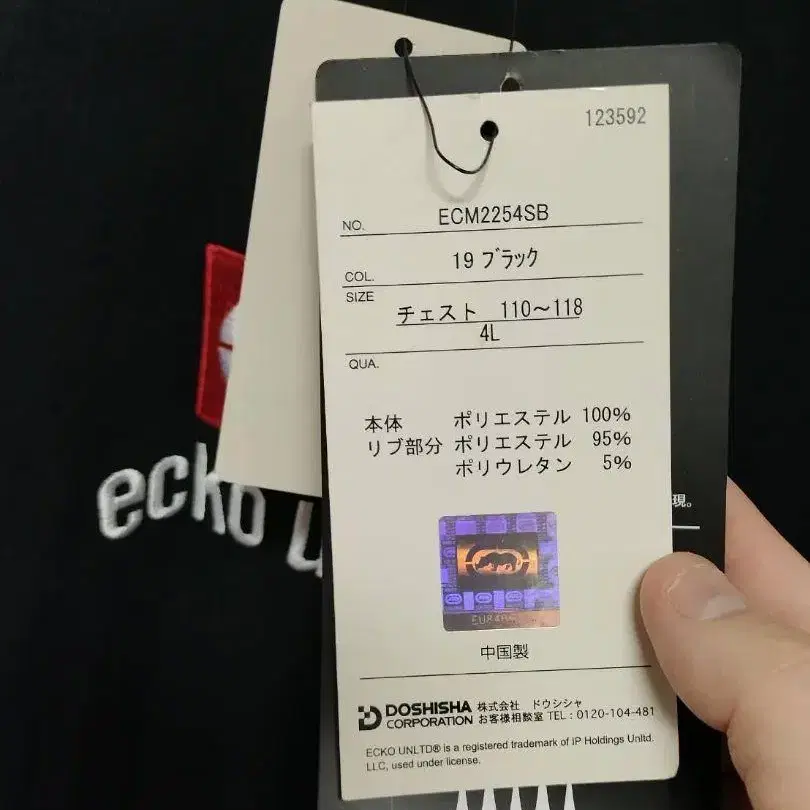 123592
NO. ECM2254SB
COL. 19 ブラック
SIZE チェスト 110〜118
4L
QUA.
本体 ポリエステル 100%
リブ部分 ポリエステル 95%
ポリウレタン 5%
現。
中国製
DOSHISHA CORPORATION
株式会社 ドウシシャ
お客様相談室 TEL:0120-104-481
ECKO UNLTD® is a registered trademark of IP Holdings Unltd.
LLC, used under license.
ecko